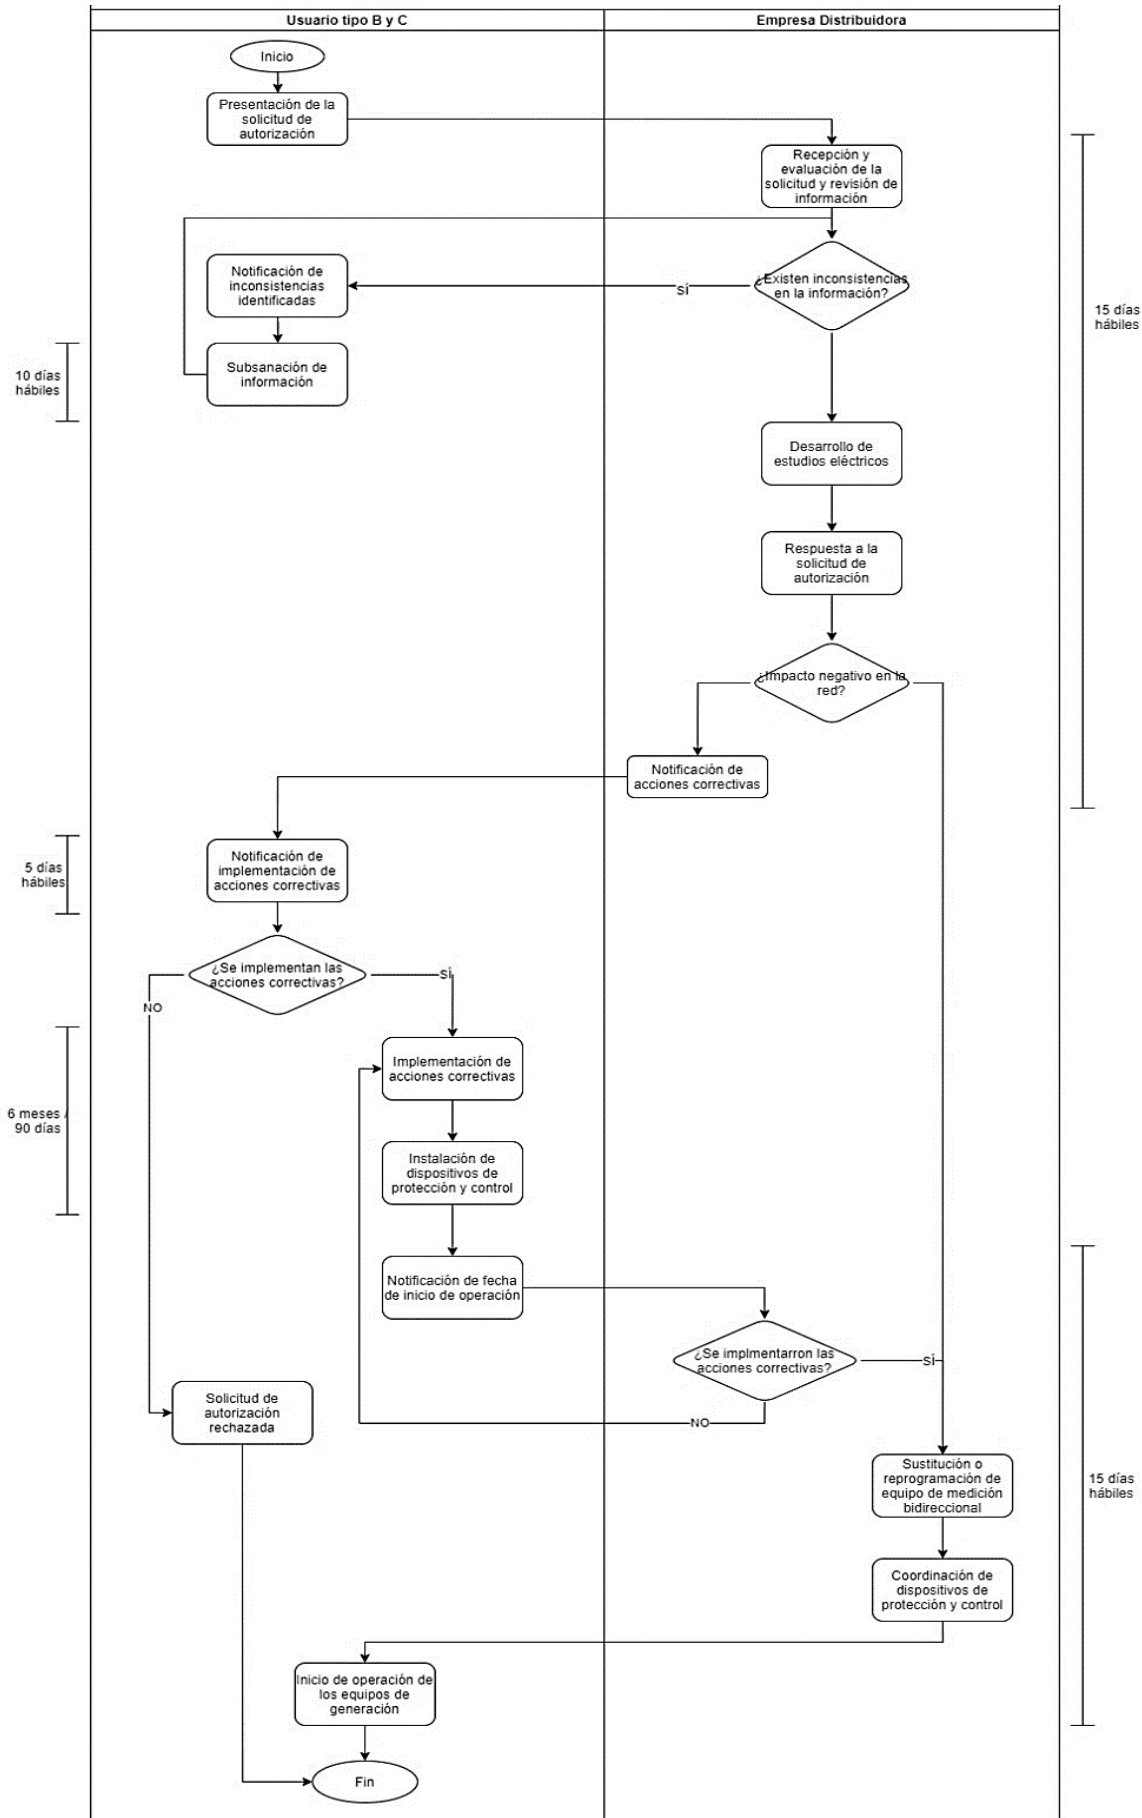 Usuario tipo B y C
Empresa Distribuidora
Inicio
Presentación de la
solicitud de
autorización
Recepción y
evaluación de la
solicitud y revisión de
información
¿Existen inconsistencias
en la información?
SÍ
Notificación de
inconsistencias
identificadas
15 días
hábiles
Subsanación de
información
10 días
hábiles
Desarrollo de
estudios eléctricos
Respuesta a la
solicitud de
autorización
¿Impacto negativo en la
red?
Notificación de
acciones correctivas
5 días
hábiles
Notificación de
implementación de
acciones correctivas
¿Se implementan las
acciones correctivas?
SÍ
NO
Implementación de
acciones correctivas
6 meses /
90 días
Instalación de
dispositivos de
protección y control
Notificación de fecha
de inicio de operación
¿Se implmentarron las
acciones correctivas?
SÍ
NO
Solicitud de
autorización
rechazada
Sustitución o
reprogramación de
equipo de medición
bidireccional
15 días
hábiles
Coordinación de
dispositivos de
protección y control
Inicio de operación de
los equipos de
generación
Fin